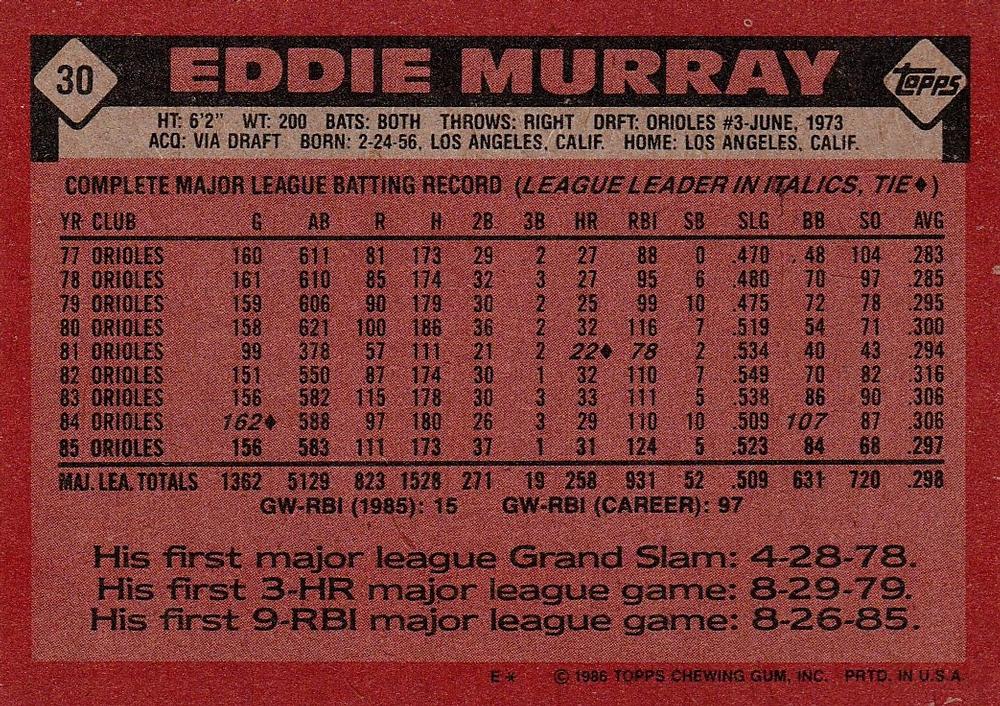 30 EDDIE MURRAY topps
HT: 6'2" WT: 200 BATS: BOTH THROWS: RIGHT DRFT: ORIOLES #3-JUNE, 1973
ACQ: VIA DRAFT BORN: 2-24-56, LOS ANGELES, CALIF. HOME: LOS ANGELES, CALIF.
COMPLETE MAJOR LEAGUE BATTING RECORD (LEAGUE LEADER IN ITALICS, TIE♦)
YR CLUB G AB R H 2B 3B HR RBI SB SLG BB SO AVG
77 ORIOLES 160 611 81 173 29 2 27 88 0 .470 48 104 .283
78 ORIOLES 161 610 85 174 32 3 27 95 6 .480 70 97 .285
79 ORIOLES 159 606 90 179 30 2 25 99 10 .475 72 78 .295
80 ORIOLES 158 621 100 186 36 2 32 116 7 .519 54 71 .300
81 ORIOLES 99 378 57 111 21 2 22♦ 78 2 .534 40 43 .294
82 ORIOLES 151 550 87 174 30 1 32 110 7 .549 70 82 .316
83 ORIOLES 156 582 115 178 30 3 33 111 5 .538 86 90 .306
84 ORIOLES 162♦ 588 97 180 26 3 29 110 10 .509 107 87 .306
85 ORIOLES 156 583 111 173 37 1 31 124 5 .523 84 68 .297
MAJ. LEA. TOTALS 1362 5129 823 1528 271 19 258 931 52 .509 631 720 .298
GW-RBI (1985): 15 GW-RBI (CAREER): 97
His first major league Grand Slam: 4-28-78.
His first 3-HR major league game: 8-29-79.
His first 9-RBI major league game: 8-26-85.
E* © 1986 TOPPS CHEWING GUM, INC. PRTD. IN U.S.A.